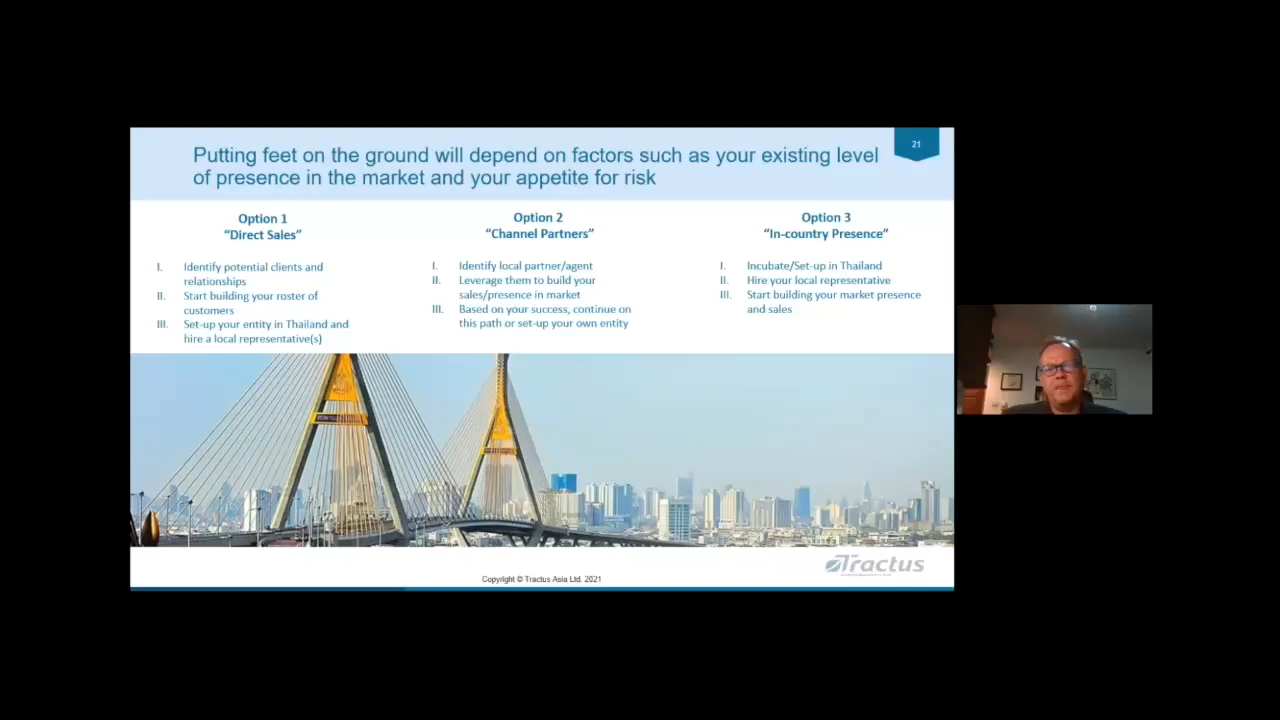 Putting feet on the ground will depend on factors such as your existing level
of presence in the market and your appetite for risk
21
Option 1
“Direct Sales”
I. Identify potential clients and
relationships
II. Start building your roster of
customers
III. Set-up your entity in Thailand and
hire a local representative(s)
Option 2
“Channel Partners”
I. Identify local partner/agent
II. Leverage them to build your
sales/presence in market
III. Based on your success, continue on
this path or set-up your own entity
Option 3
“In-country Presence”
I. Incubate/Set-up in Thailand
II. Hire your local representative
III. Start building your market presence
and sales
Tractus
Copyright © Tractus Asia Ltd. 2021